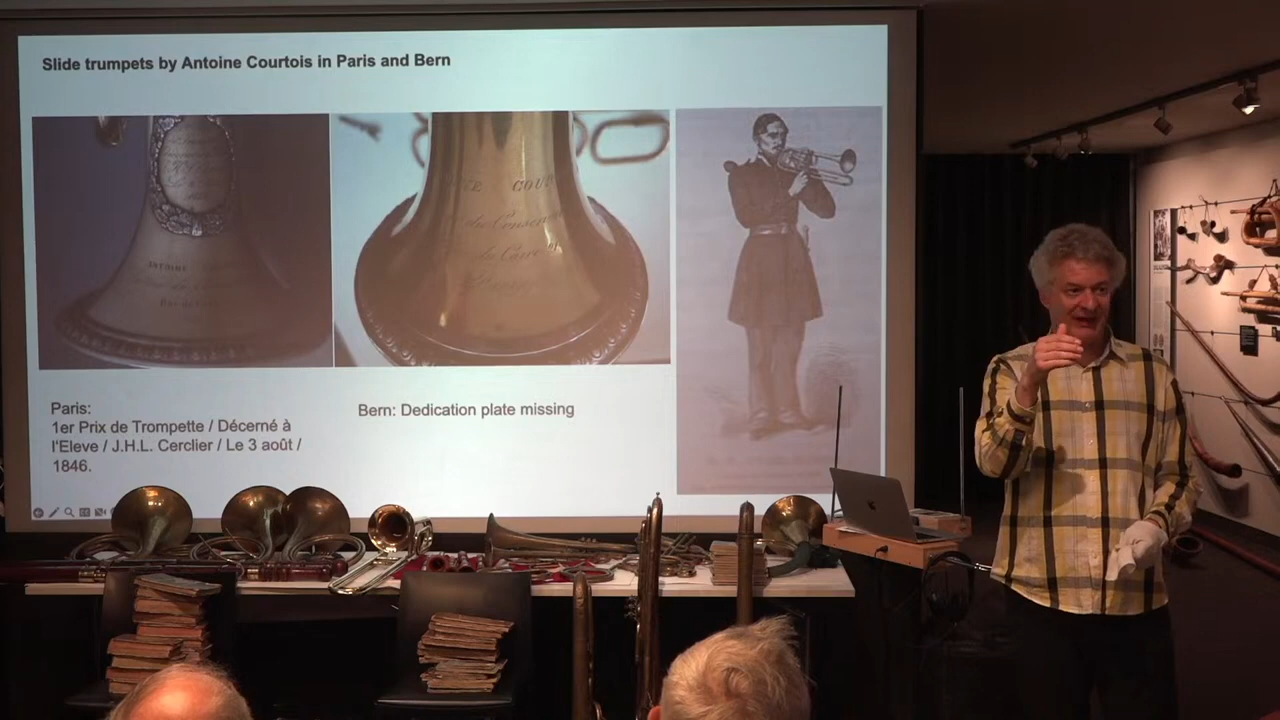 Slide trumpets by Antoine Courtois in Paris and Bern
ANTOINE
Paris:
1er Prix de Trompette / Décerné à
l'Eleve / J.H.L. Cerclier / Le 3 août /
1846.
Bern: Dedication plate missing